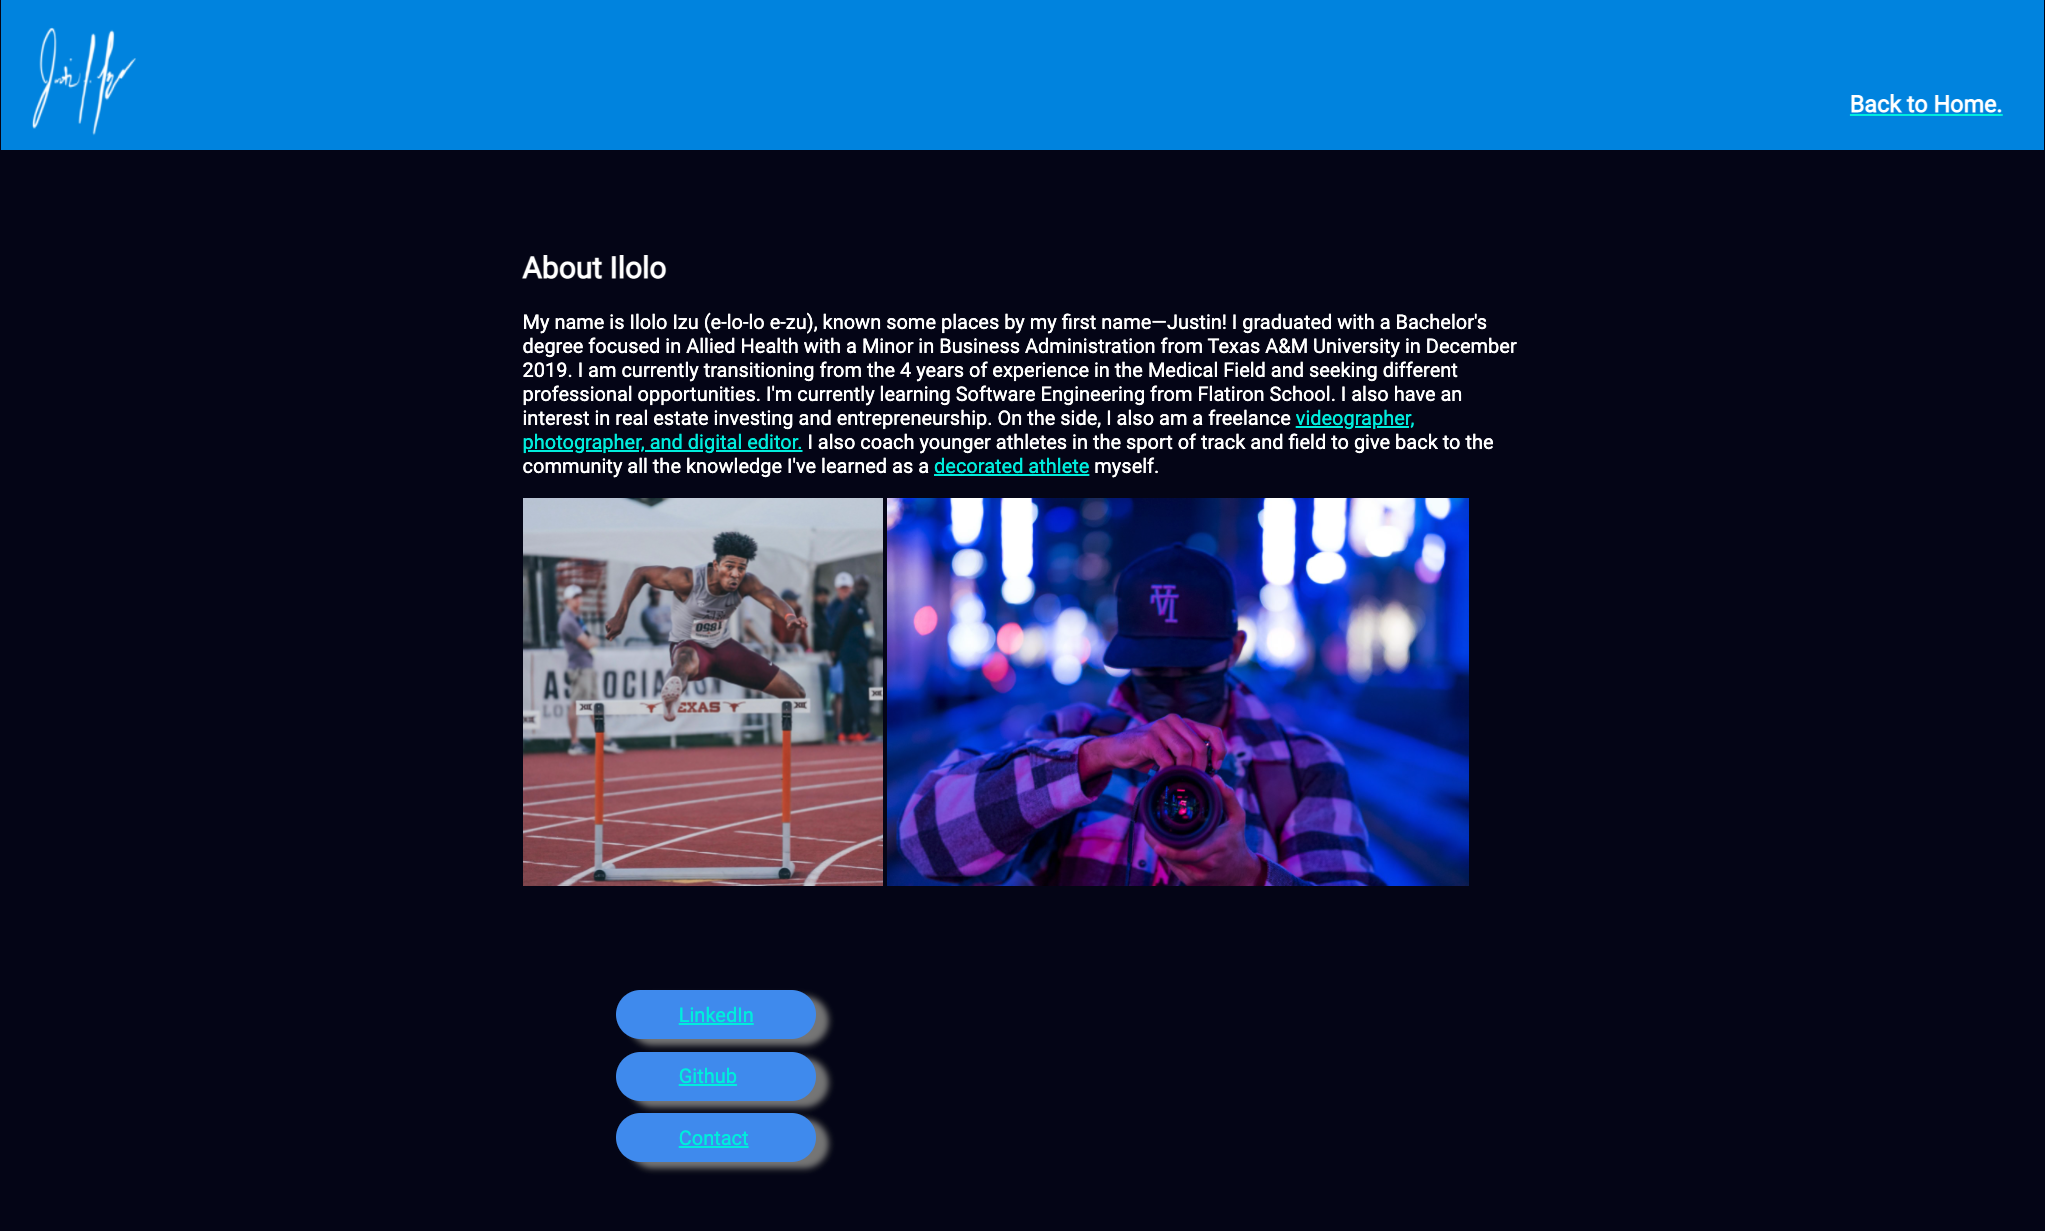 Back to Home.
About Ilolo
My name is Ilolo Izu (e-lo-lo e-zu), known some places by my first name—Justin! I graduated with a Bachelor's
degree focused in Allied Health with a Minor in Business Administration from Texas A&M University in December
2019. I am currently transitioning from the 4 years of experience in the Medical Field and seeking different
professional opportunities. I'm currently learning Software Engineering from Flatiron School. I also have an
interest in real estate investing and entrepreneurship. On the side, I also am a freelance videographer,
photographer, and digital editor. I also coach younger athletes in the sport of track and field to give back to the
community all the knowledge I've learned as a decorated athlete myself.
TEXAS
LinkedIn
Github
Contact